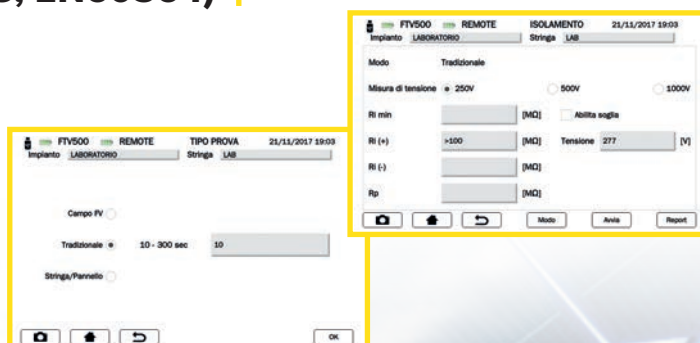 FTV500 REMOTE ISOLAMENTO 21/11/2017 19:03
Impianto LABORATORIO Stringa LAB
Modo Tradizionale
Misura di tensione 250V 500V 1000V
Ri min [MΩ] Abilita soglia
Ri (+) >100 [MΩ] Tensione 277 [V]
Ri (-) [MΩ]
Rp [MΩ]
Modo Avvia Report
FTV500 REMOTE TIPO PROVA 21/11/2017 19:03
Impianto LABORATORIO Stringa LAB
Campo FV
Tradizionale 10 - 300 sec 10
Stringa/Pannello
OK